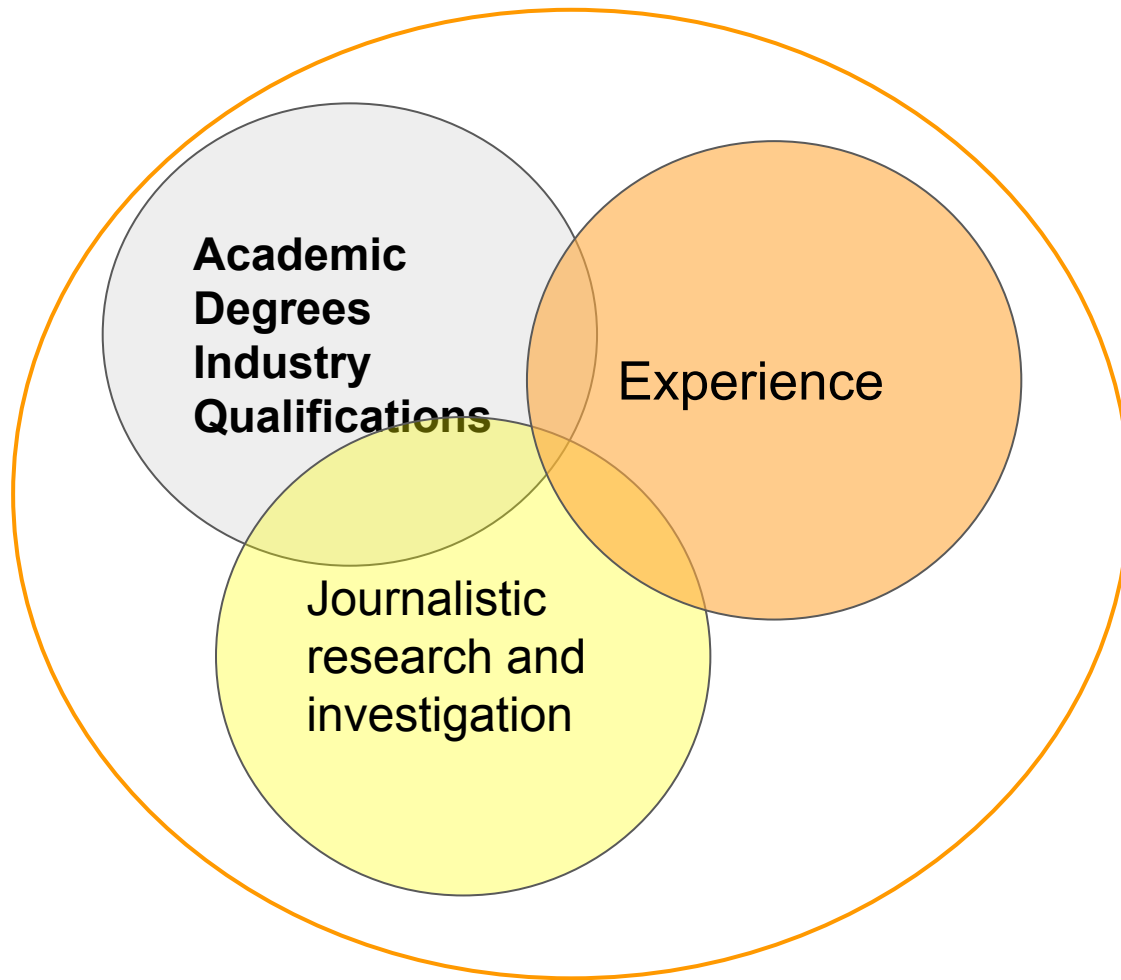 Academic
Degrees
Industry
Qualifications
Experience
Journalistic
research and
investigation